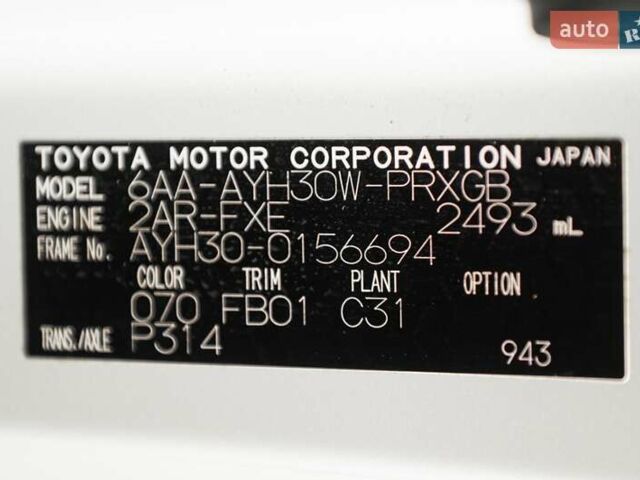 auto
TOYOTA MOTOR CORPORATION JAPAN
MODEL 6AA-AYH30W-PRXGB
ENGINE 2AR-FXE 2493 mL
FRAME No. AYH30-0156694
COLOR TRIM PLANT OPTION
070 FB01 C31
TRANS./AXLE P314
943